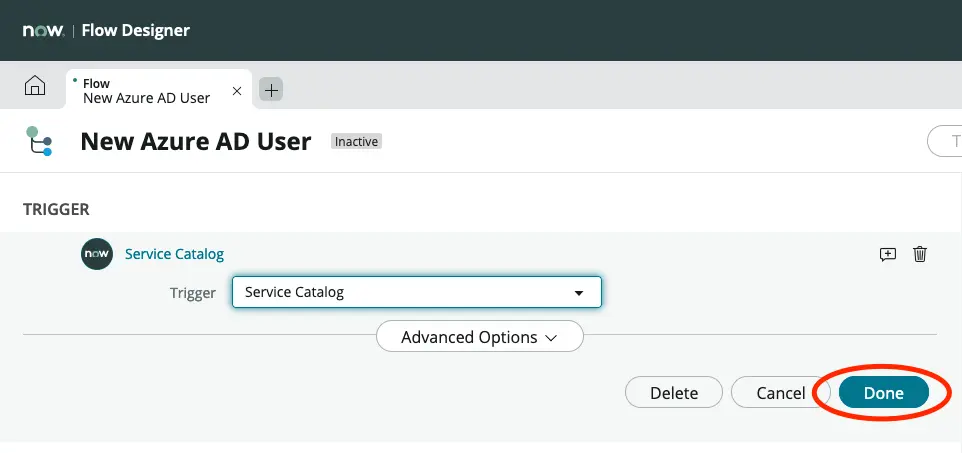 now. Flow Designer
Flow
New Azure AD User
New Azure AD User Inactive
T
TRIGGER
now Service Catalog
Trigger Service Catalog
Advanced Options
Delete Cancel Done